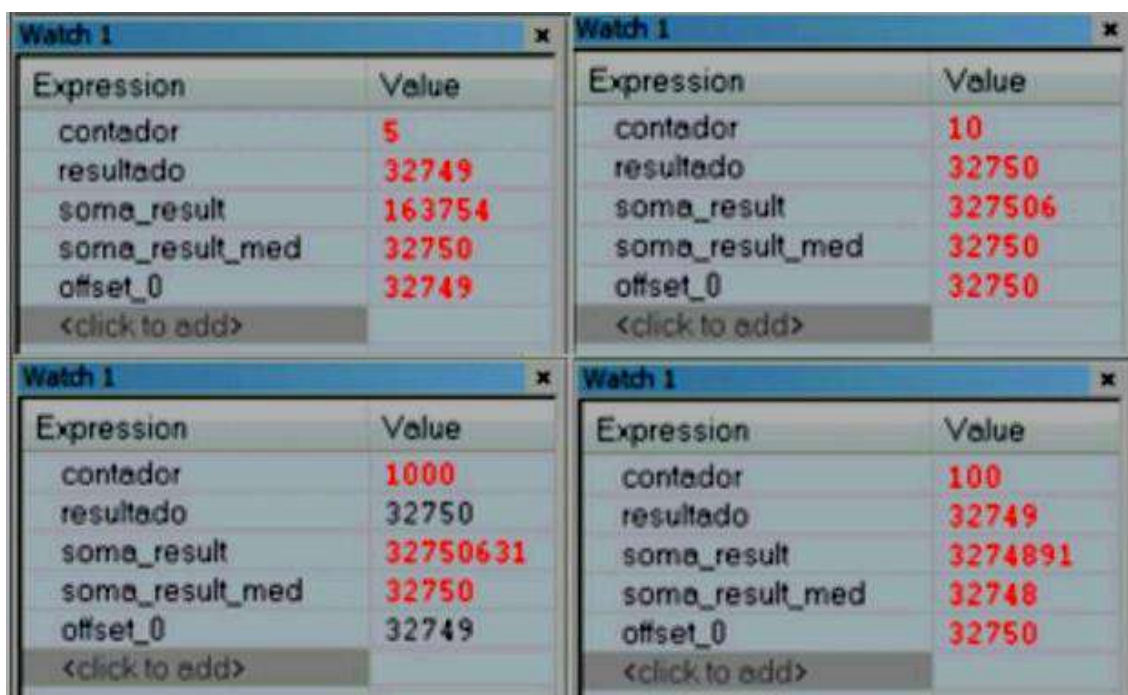 Watch 1 x
Expression Value
contador 5
resultado 32749
soma_result 163754
soma_result_med 32750
offset_0 32749
<click to add>
Watch 1 x
Expression Value
contador 10
resultado 32750
soma_result 327506
soma_result_med 32750
offset_0 32750
<click to add>
Watch 1 x
Expression Value
contador 1000
resultado 32750
soma_result 32750631
soma_result_med 32750
offset_0 32749
<click to add>
Watch 1 x
Expression Value
contador 100
resultado 32749
soma_result 3274891
soma_result_med 32748
offset_0 32750
<click to add>